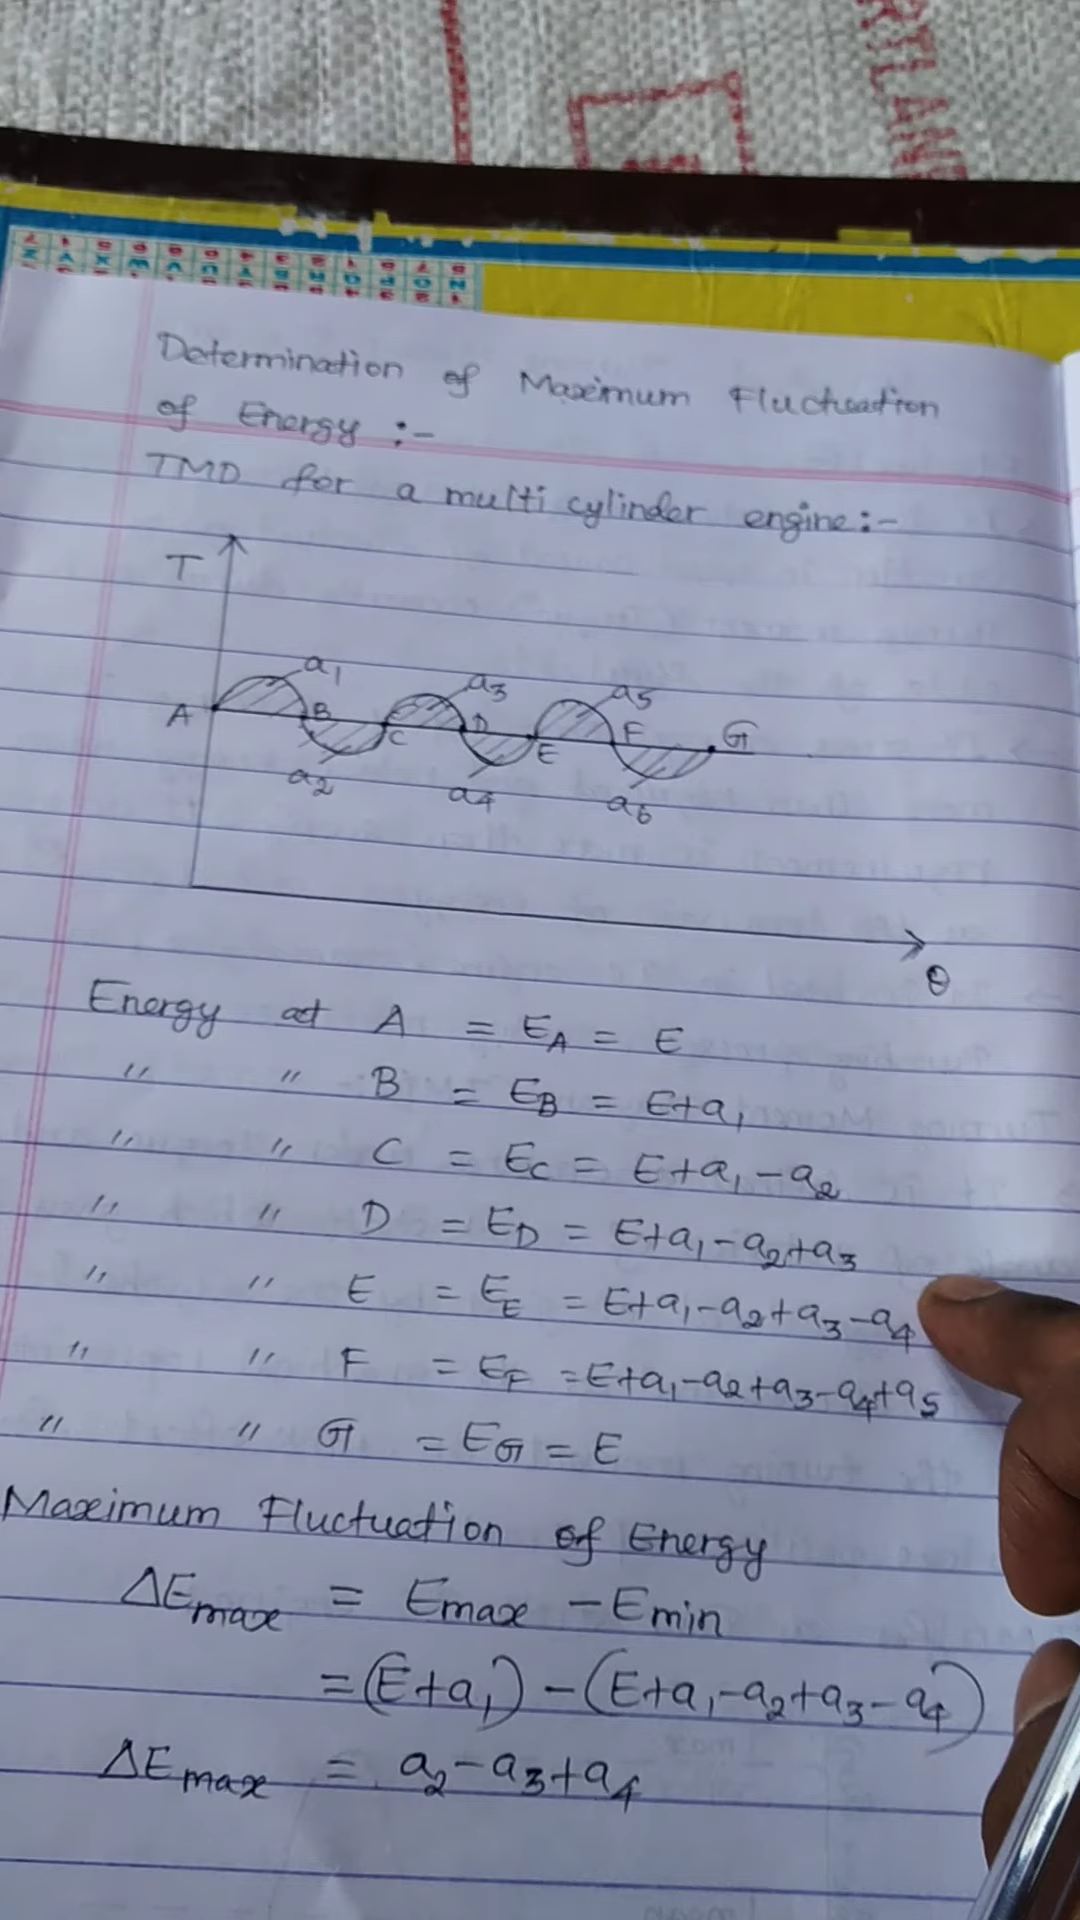 RTLAN
Determination of Maximum Fluctuation
of Energy :-
TMD for a multi cylinder engine:-
T
a1 a3 a5
A B C D E F G
a2 a4 a6
θ
Energy at A = EA = E
" " B = EB = E+a1
" " C = EC = E+a1-a2
" " D = ED = E+a1-a2+a3
" " E = EE = E+a1-a2+a3-a4
" " F = EF = E+a1-a2+a3-a4+a5
" " G = EG = E
Maximum Fluctuation of Energy
ΔEmax = Emax - Emin
= (E+a1) - (E+a1-a2+a3-a4)
ΔEmax = a2-a3+a4